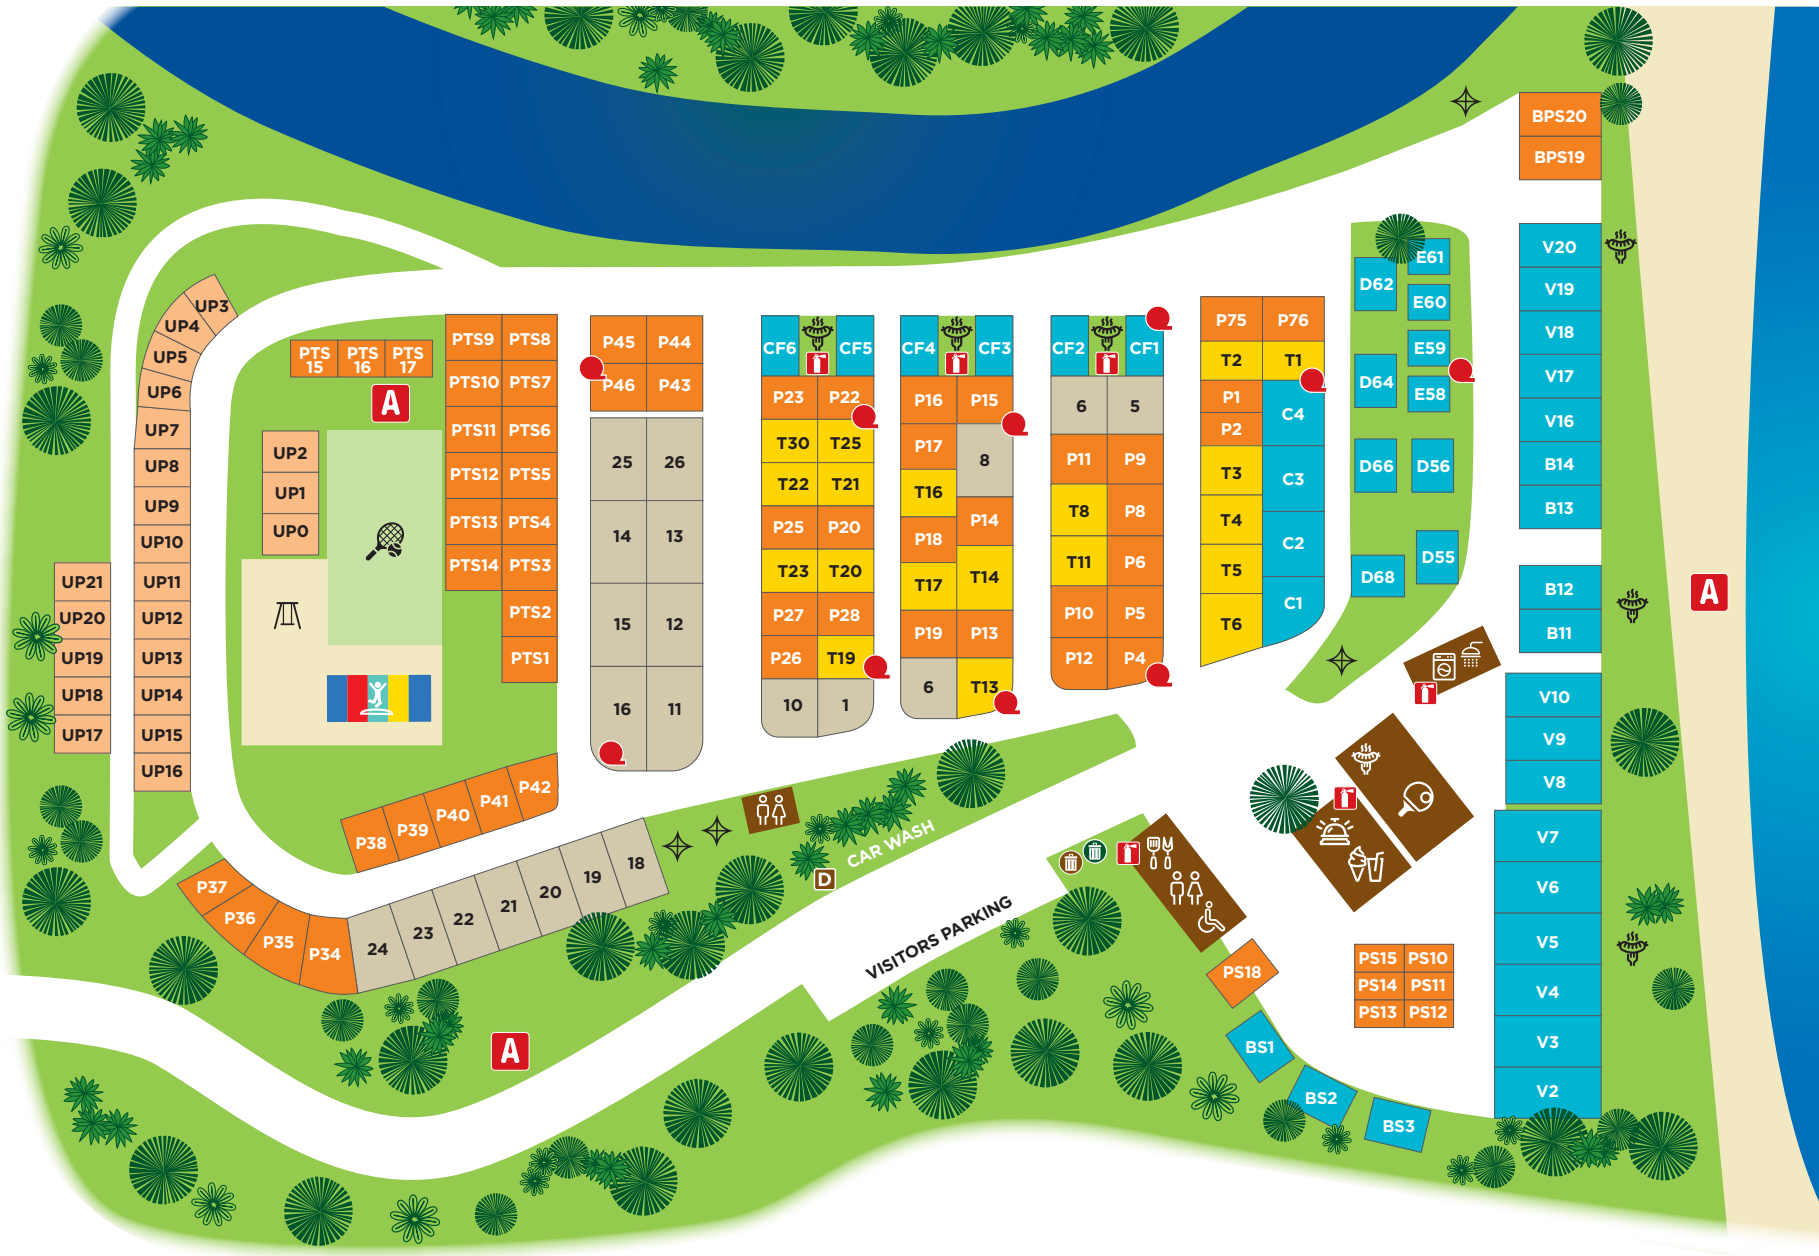 BPS20
BPS19
V20
V19
V18
V17
V16
B14
B13
B12
B11
V10
V9
V8
V7
V6
V5
V4
V3
V2
A
E61
D62
E60
E59
D64
E58
D66
D56
D55
D68
P75
P76
T2
T1
P1
C4
P2
T3
C3
T4
C2
T5
C1
T6
CF2
CF1
6
5
P11
P9
T8
P8
T11
P6
P10
P5
P12
P4
CF4
CF3
P16
P15
P17
8
T16
P14
P18
T14
T17
P19
P13
6
T13
CF6
CF5
P23
P22
T30
T25
T22
T21
P25
P20
T23
T20
P27
P28
P26
T19
10
1
P45
P44
P46
P43
25
26
14
13
15
12
16
11
PTS9
PTS8
PTS10
PTS7
PTS11
PTS6
PTS12
PTS5
PTS13
PTS4
PTS14
PTS3
PTS2
PTS1
PTS
15
PTS
16
PTS
17
A
UP2
UP1
UP0
UP3
UP4
UP5
UP6
UP7
UP8
UP9
UP10
UP11
UP12
UP13
UP14
UP15
UP16
UP21
UP20
UP19
UP18
UP17
P38
P39
P40
P41
P42
P37
P36
P35
P34
24
23
22
21
20
19
18
CAR WASH
D
VISITORS PARKING
A
PS18
BS1
BS2
BS3
PS15
PS10
PS14
PS11
PS13
PS12